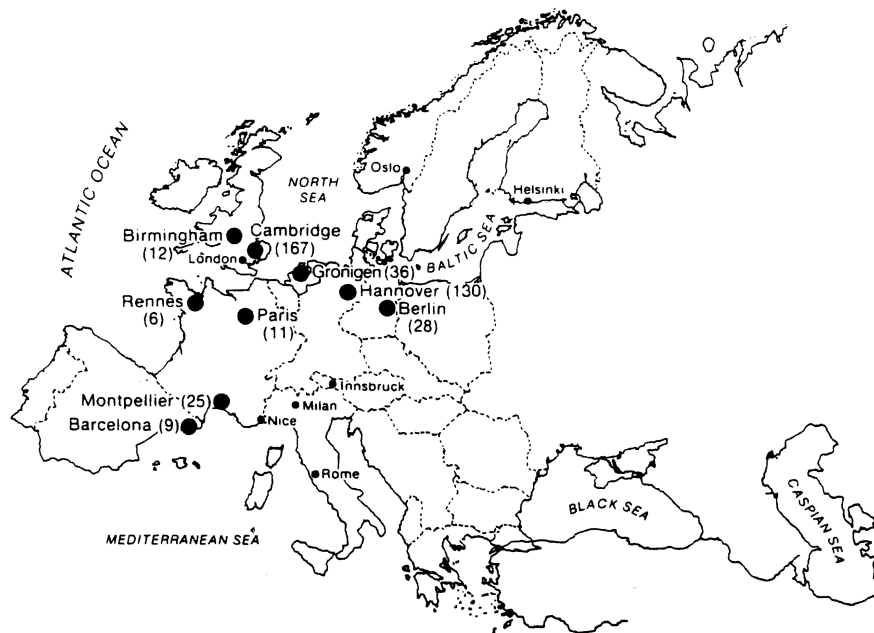 ATLANTIC OCEAN
NORTH
SEA
Oslo
Helsinki
BALTIC SEA
Birmingham
(12)
Cambridge
(167)
London
Gronigen (36)
Hannover (130)
Berlin
(28)
Rennes
(6)
Paris
(11)
Innsbruck
Montpellier (25)
Milan
Barcelona (9)
Nice
Rome
BLACK SEA
CASPIAN SEA
MEDITERRANEAN SEA